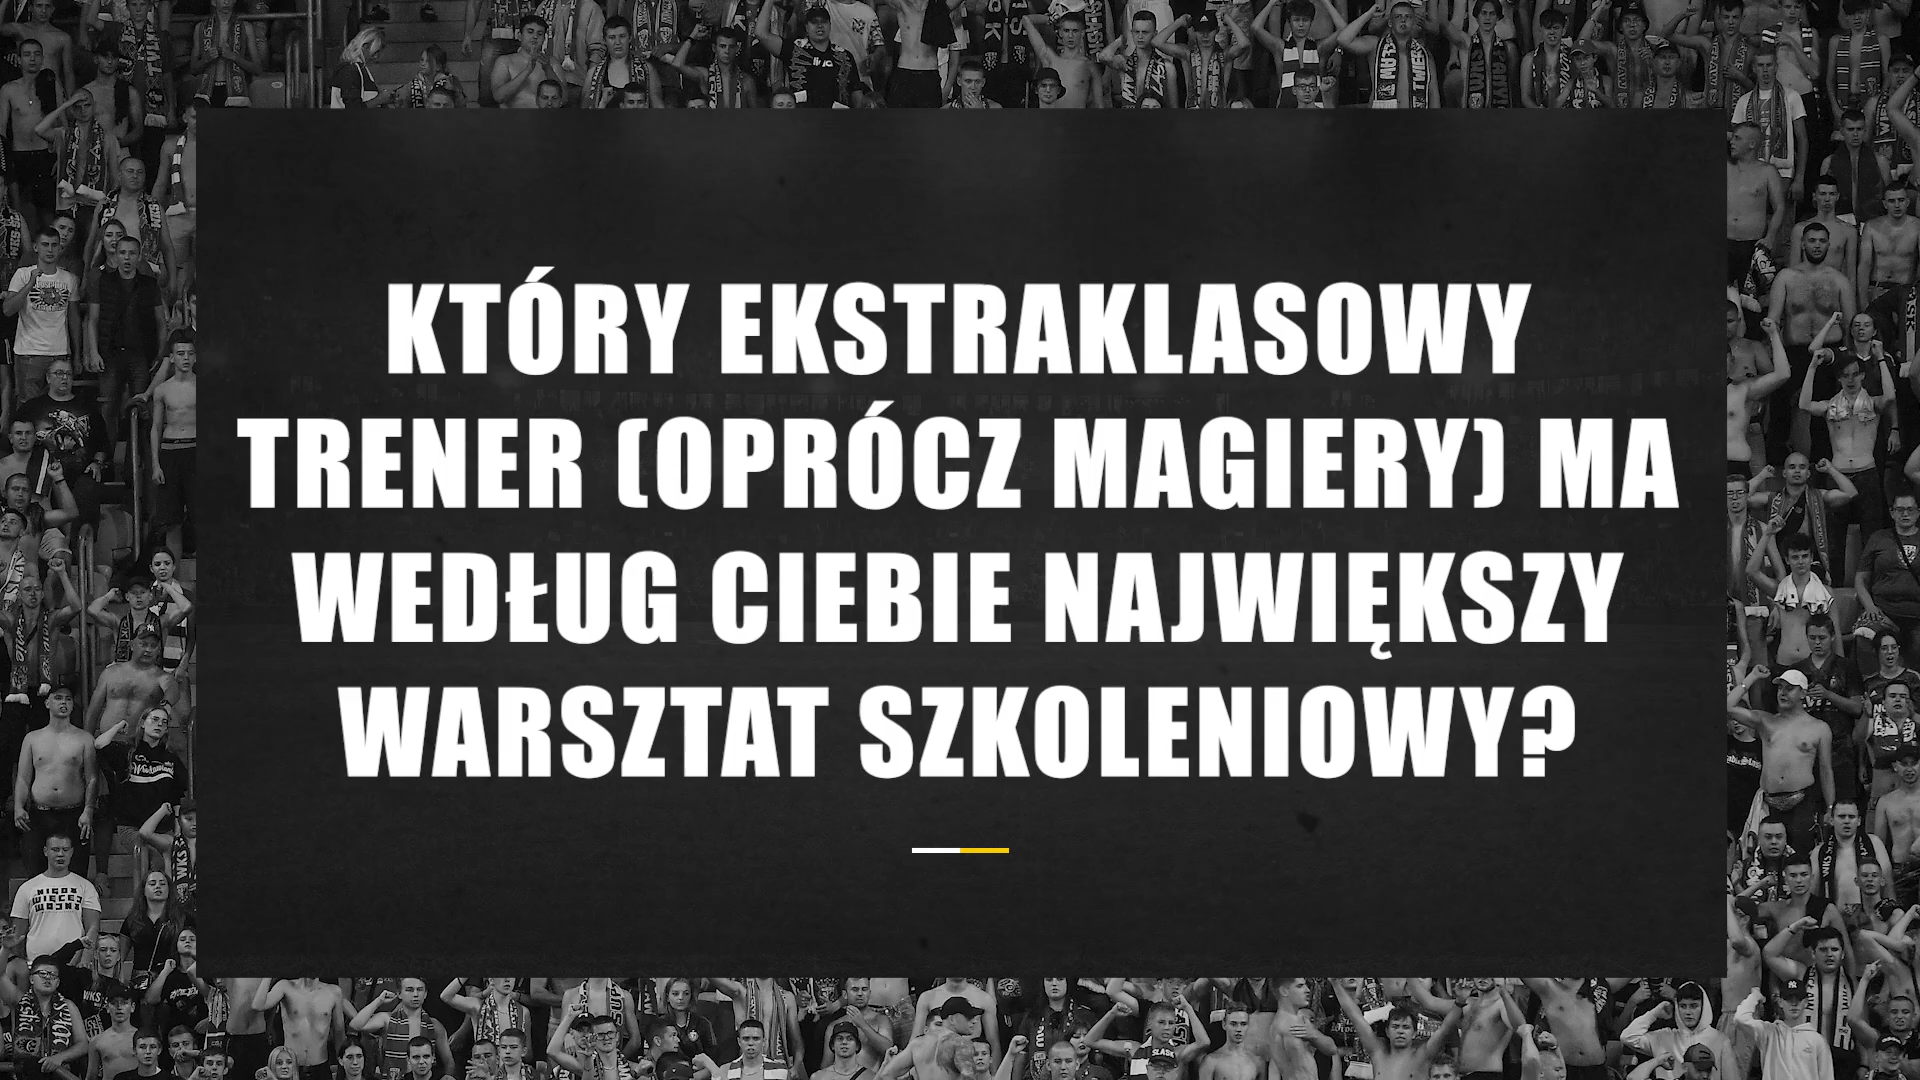 KTÓRY EKSTRAKLASOWY
TRENER (OPRÓCZ MAGIERY) MA
WEDŁUG CIEBIE NAJWIĘKSZY
WARSZTAT SZKOLENIOWY?